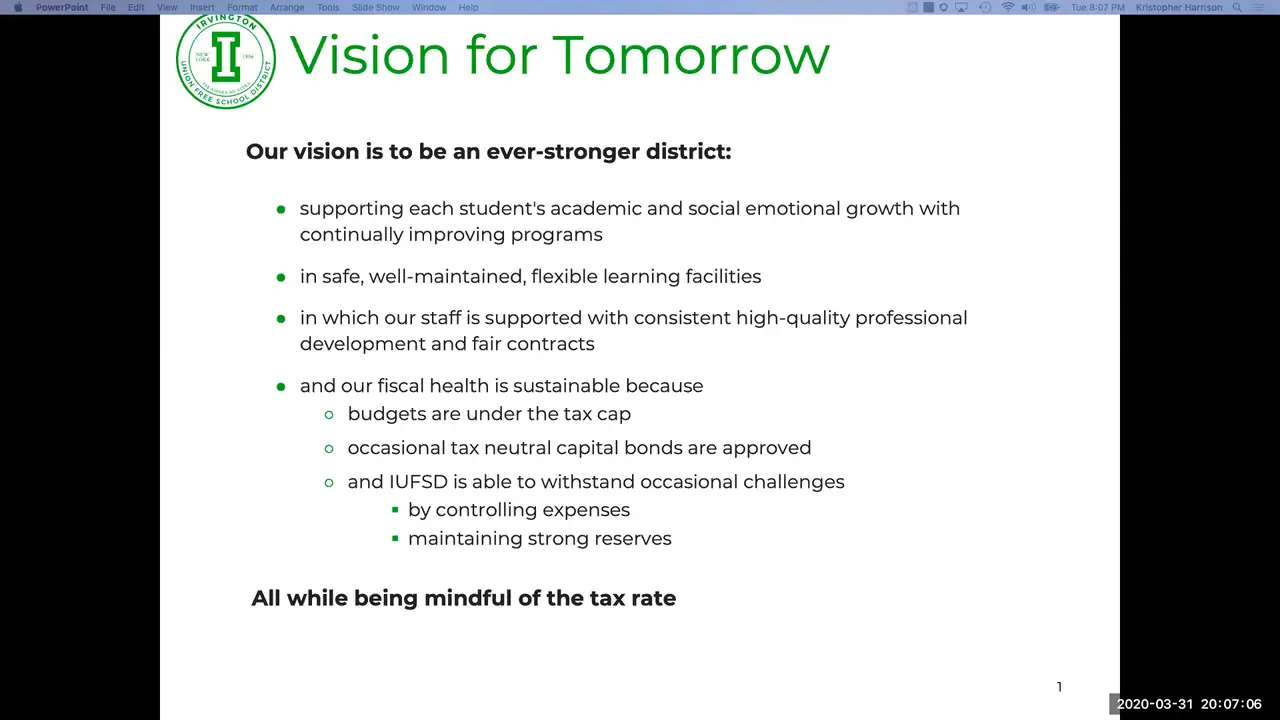 PowerPoint File Edit View Insert Format Arrange Tools Slide Show Window Help Tue 8:07 PM Kristopher Harrison
IRVINGTON
NEW YORK 1996
UNION FREE SCHOOL DISTRICT
Vision for Tomorrow
Our vision is to be an ever-stronger district:
supporting each student's academic and social emotional growth with
continually improving programs
in safe, well-maintained, flexible learning facilities
in which our staff is supported with consistent high-quality professional
development and fair contracts
and our fiscal health is sustainable because
budgets are under the tax cap
occasional tax neutral capital bonds are approved
and IUFSD is able to withstand occasional challenges
by controlling expenses
maintaining strong reserves
All while being mindful of the tax rate
1
2020-03-31 20:07:06